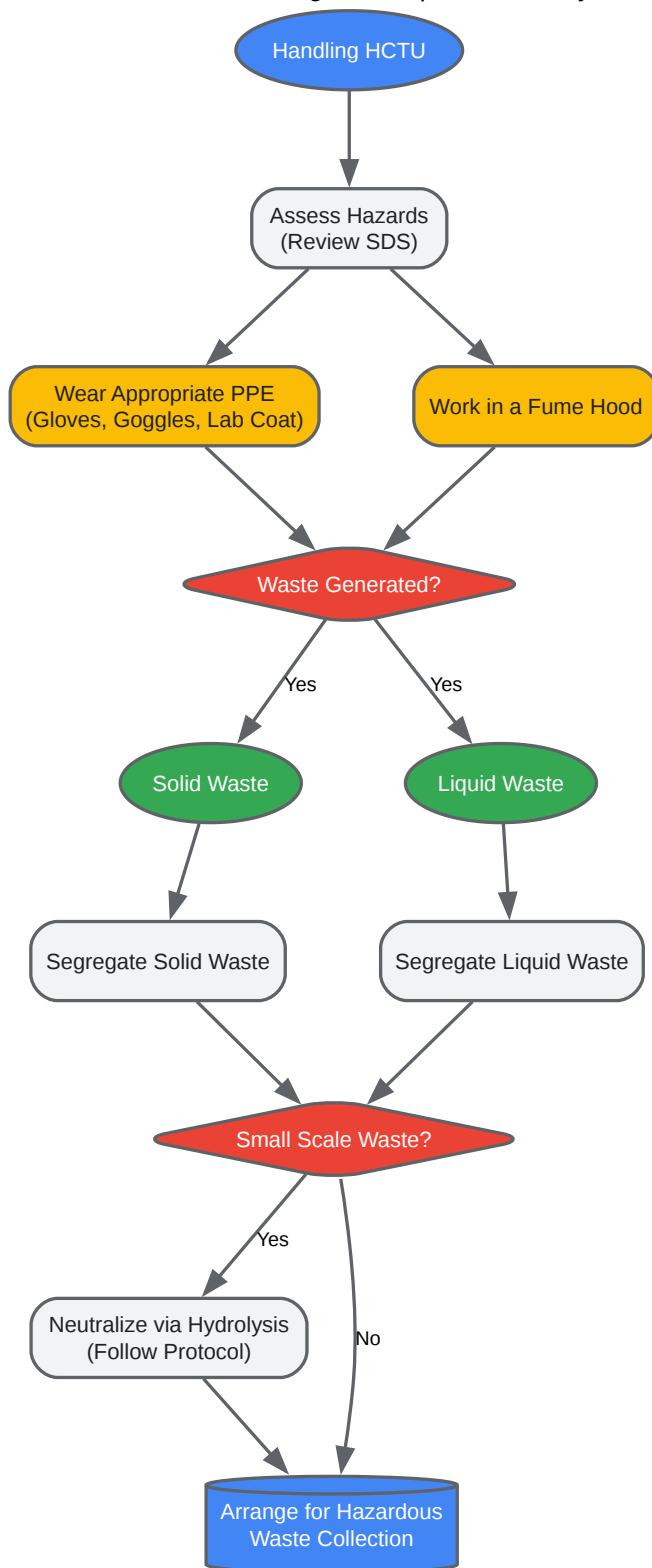 Handling HCTU
Assess Hazards
(Review SDS)
Wear Appropriate PPE
(Gloves, Goggles, Lab Coat)
Work in a Fume Hood
Waste Generated?
Yes
Yes
Solid Waste
Liquid Waste
Segregate Solid Waste
Segregate Liquid Waste
Small Scale Waste?
Yes
Neutralize via Hydrolysis
(Follow Protocol)
No
Arrange for Hazardous
Waste Collection